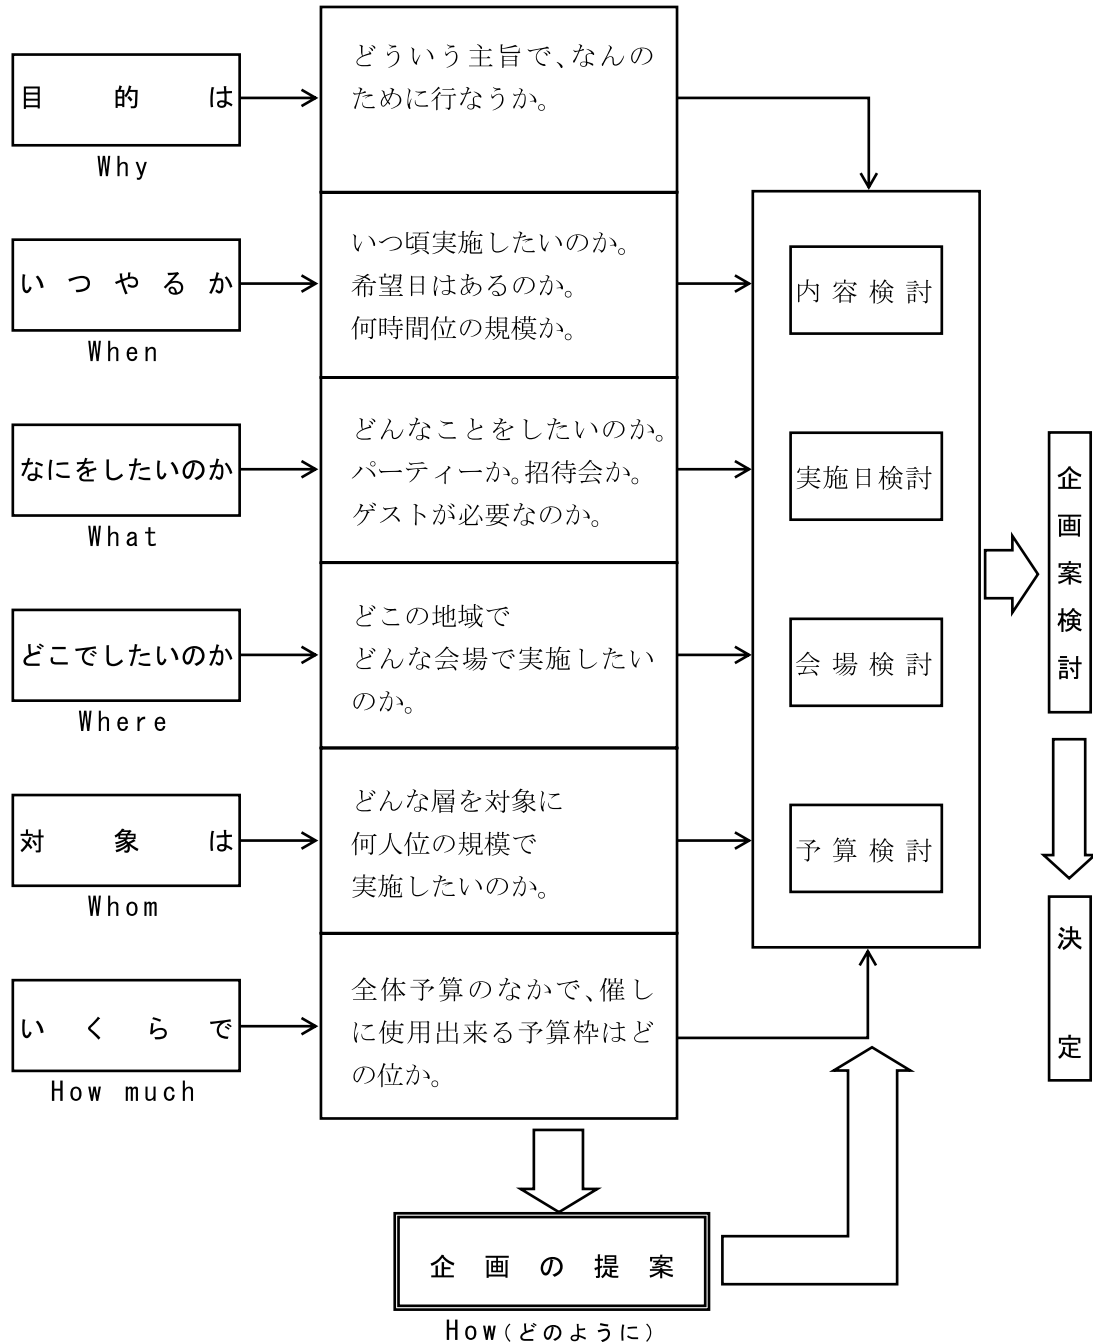 目的は
Why
どういう主旨で、なんの
ために行なうか。
いつやるか
When
いつ頃実施したいのか。
希望日はあるのか。
何時間位の規模か。
なにをしたいのか
What
どんなことをしたいのか。
パーティーか。招待会か。
ゲストが必要なのか。
どこでしたいのか
Where
どこの地域で
どんな会場で実施したい
のか。
対象は
Whom
どんな層を対象に
何人位の規模で
実施したいのか。
いくらで
How much
全体予算のなかで、催し
に使用出来る予算枠はど
の位か。
企画の提案
How(どのように)
内容検討
実施日検討
会場検討
予算検討
企画案検討
決定